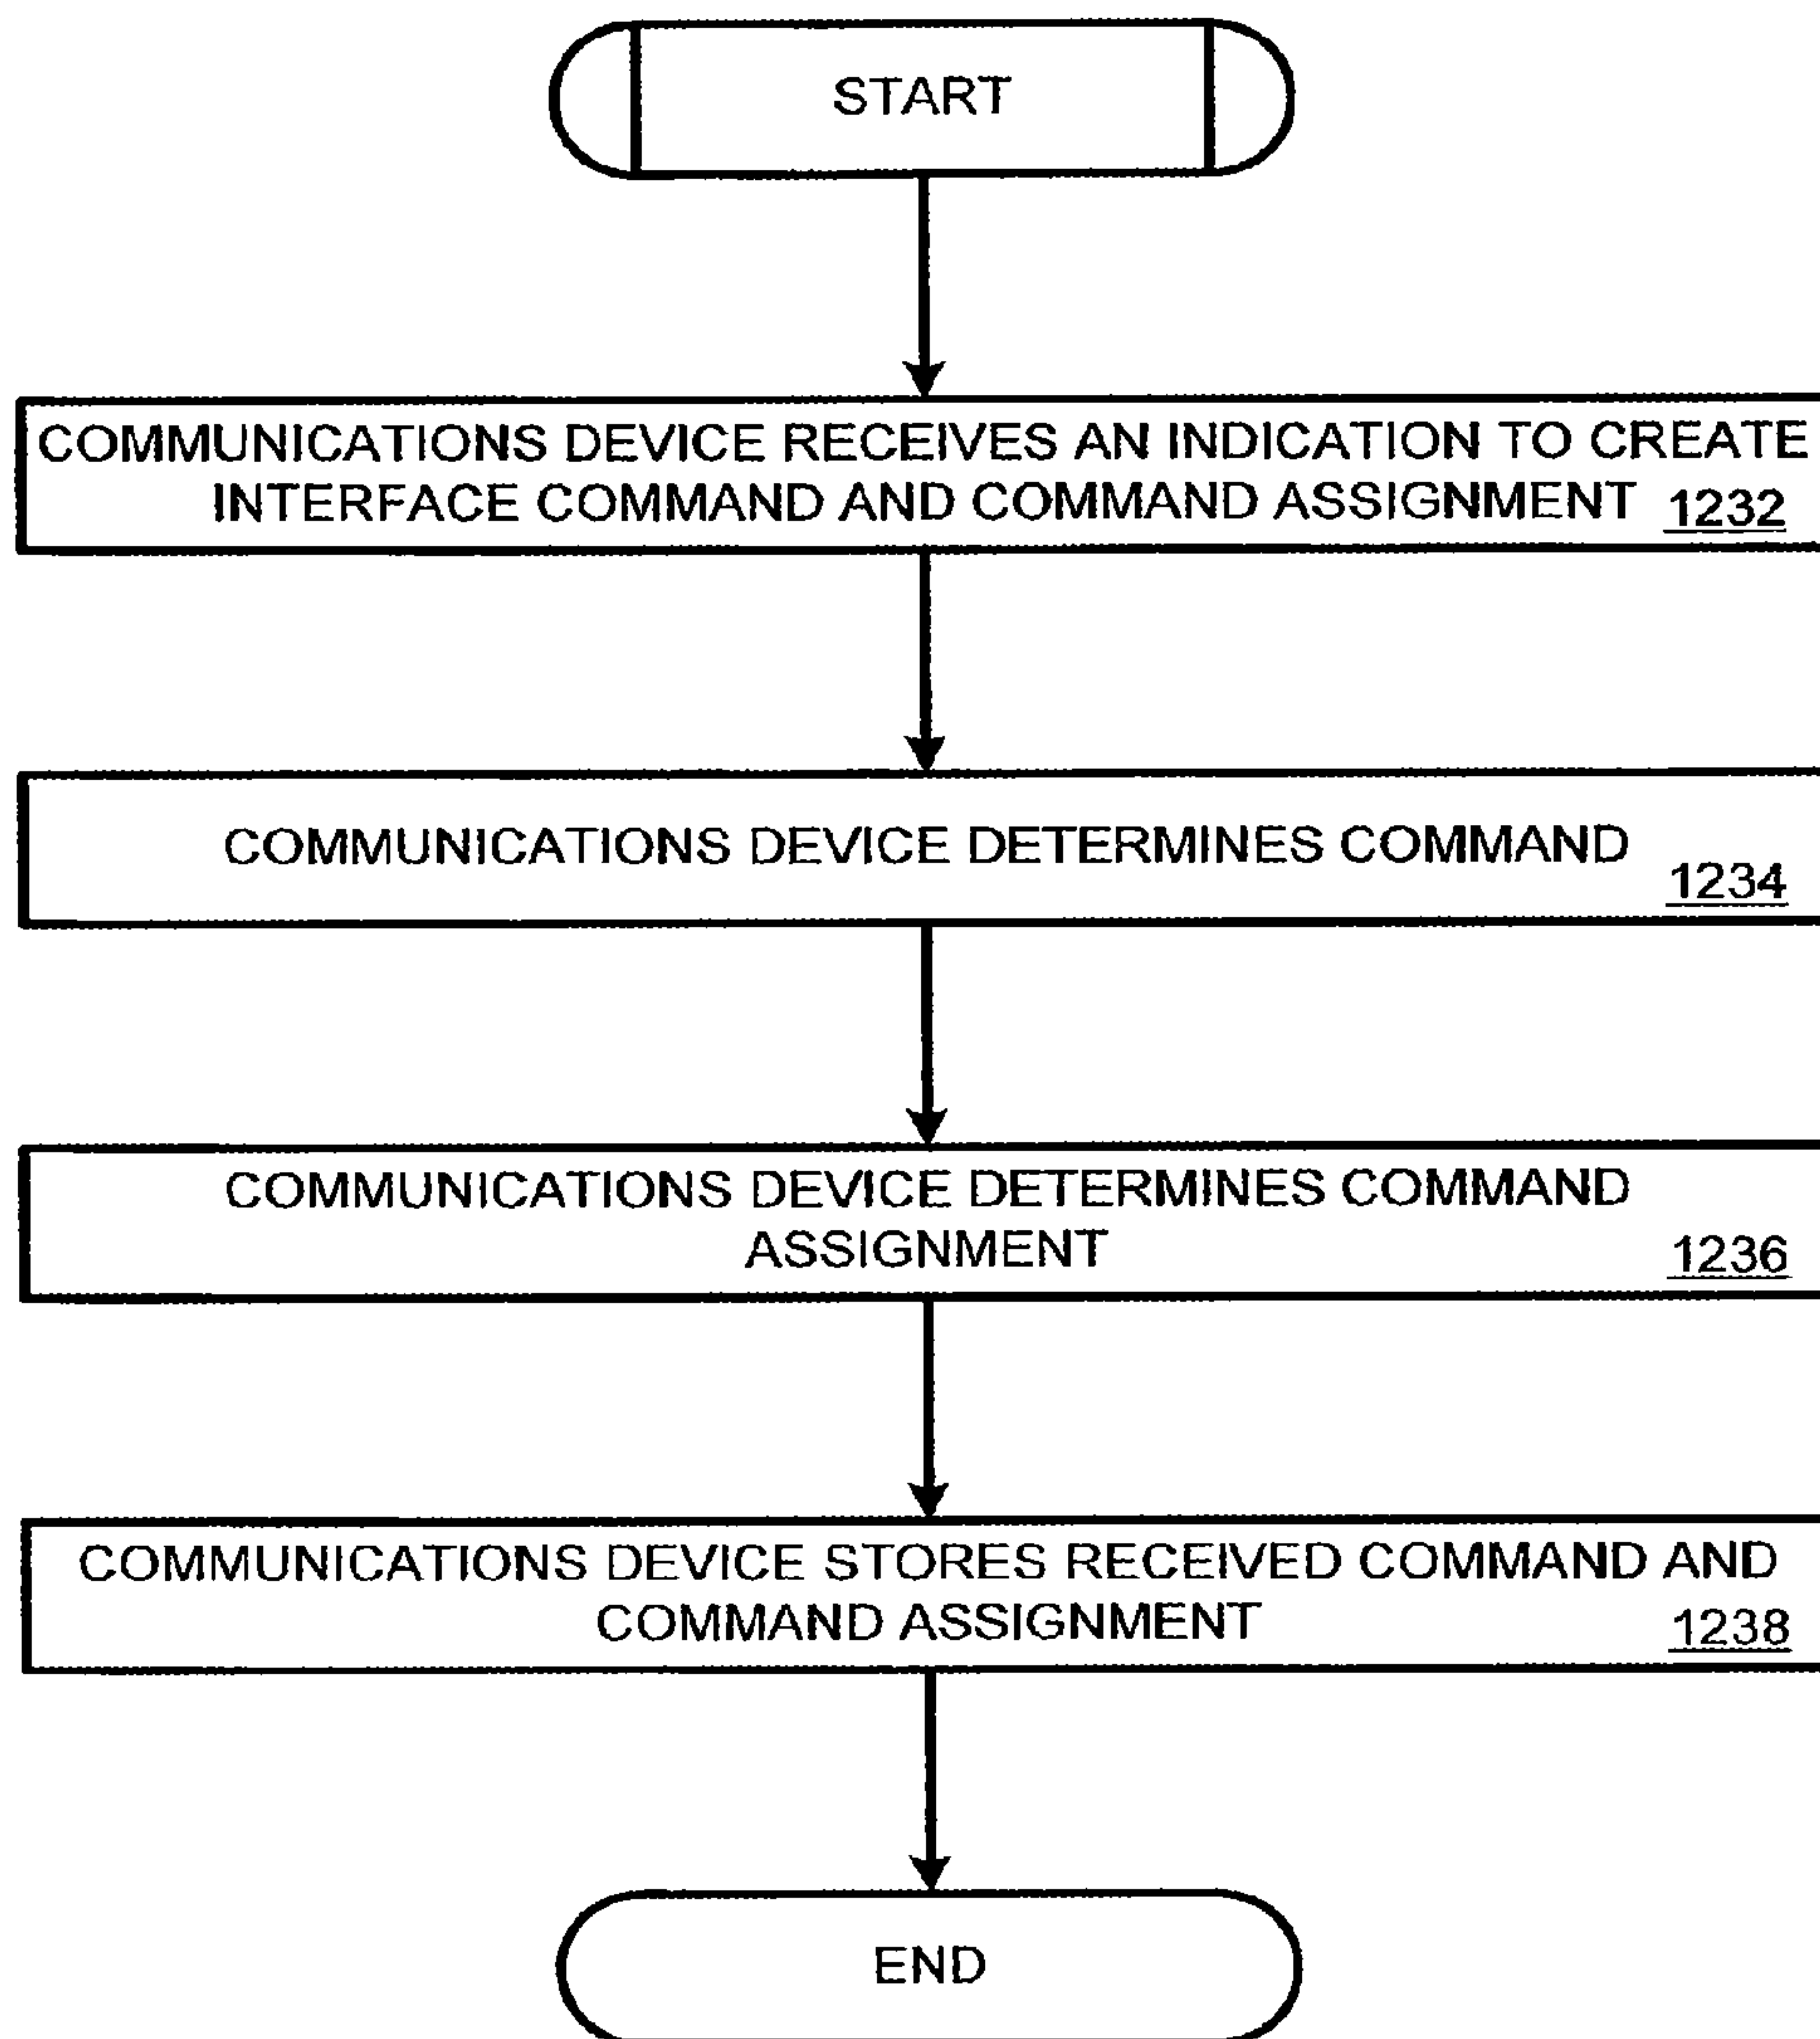 START
COMMUNICATIONS DEVICE RECEIVES AN INDICATION TO CREATE
INTERFACE COMMAND AND COMMAND ASSIGNMENT 1232
COMMUNICATIONS DEVICE DETERMINES COMMAND
1234
COMMUNICATIONS DEVICE DETERMINES COMMAND
ASSIGNMENT 1236
COMMUNICATIONS DEVICE STORES RECEIVED COMMAND AND
COMMAND ASSIGNMENT 1238
END